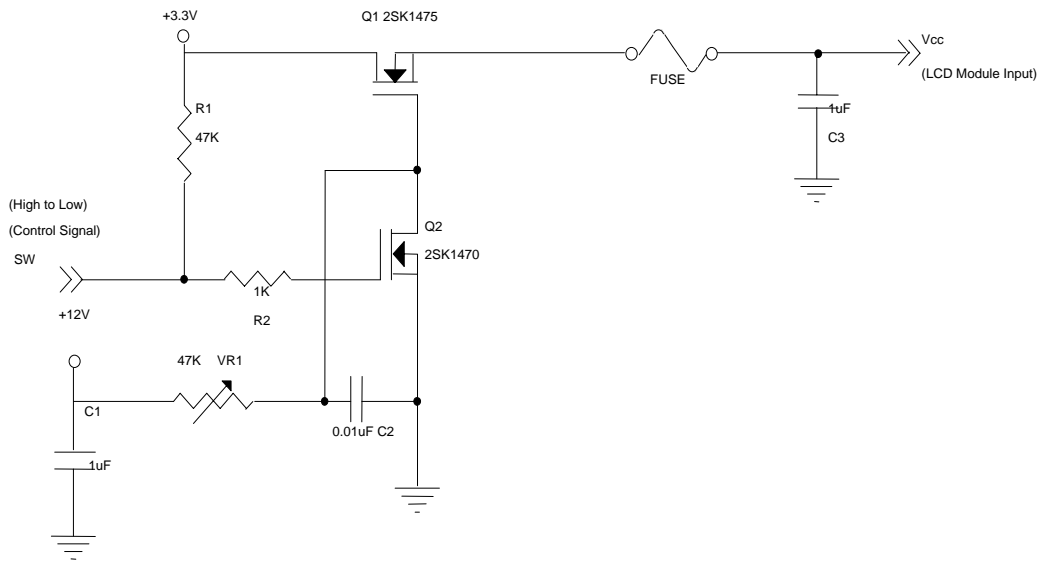 +3.3V
Q1 2SK1475
Vcc
(LCD Module Input)
FUSE
R1
47K
1uF
C3
(High to Low)
(Control Signal)
SW
Q2
2SK1470
1K
R2
+12V
47K VR1
C1
0.01uF C2
1uF